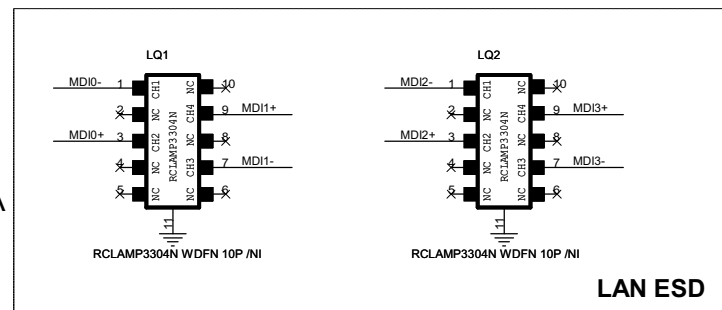 LQ1
MDI0- 1 CH1 NC 10
2 NC CH4 9 MDI1+
MDI0+ 3 CH2 NC 8
4 NC CH3 7 MDI1-
5 NC NC 6
RCLAMP3304N
11
RCLAMP3304N WDFN 10P /NI
LQ2
MDI2- 1 CH1 NC 10
2 NC CH4 9 MDI3+
MDI2+ 3 CH2 NC 8
4 NC CH3 7 MDI3-
5 NC NC 6
RCLAMP3304N
11
RCLAMP3304N WDFN 10P /NI
LAN ESD